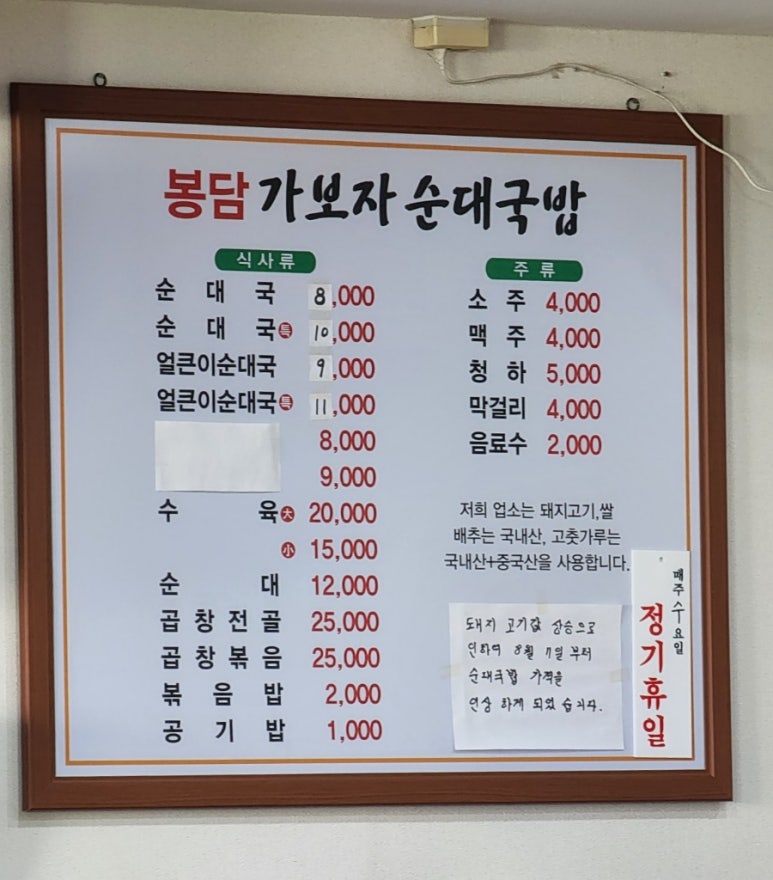 봉담 가보자 순대국밥
식사류
순 대 국 8,000
순 대 국 특 10,000
얼큰이순대국 9,000
얼큰이순대국 특 11,000
8,000
9,000
수 육 大 20,000
小 15,000
순 대 12,000
곱 창 전 골 25,000
곱 창 볶 음 25,000
볶 음 밥 2,000
공 기 밥 1,000
주 류
소 주 4,000
맥 주 4,000
청 하 5,000
막걸리 4,000
음료수 2,000
저희 업소는 돼지고기,쌀
배추는 국내산, 고춧가루는
국내산+중국산을 사용합니다.
돼지 고기값 상승으로
인하여 8월 11일 부터
순대국밥 가격을
인상 하게 되었 습니다.
매주 수요일
정기휴일